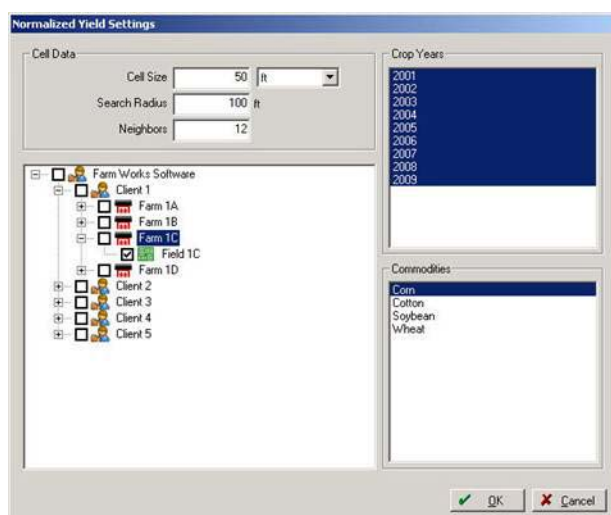 Normalized Yield Settings
Cell Data
Cell Size 50 ft
Search Radius 100 ft
Neighbors 12
Farm Works Software
Client 1
Farm 1A
Farm 1B
Farm 1C
Field 1C
Farm 1D
Client 2
Client 3
Client 4
Client 5
Crop Years
2001
2002
2003
2004
2005
2006
2007
2008
2009
Commodities
Corn
Cotton
Soybean
Wheat
OK
Cancel